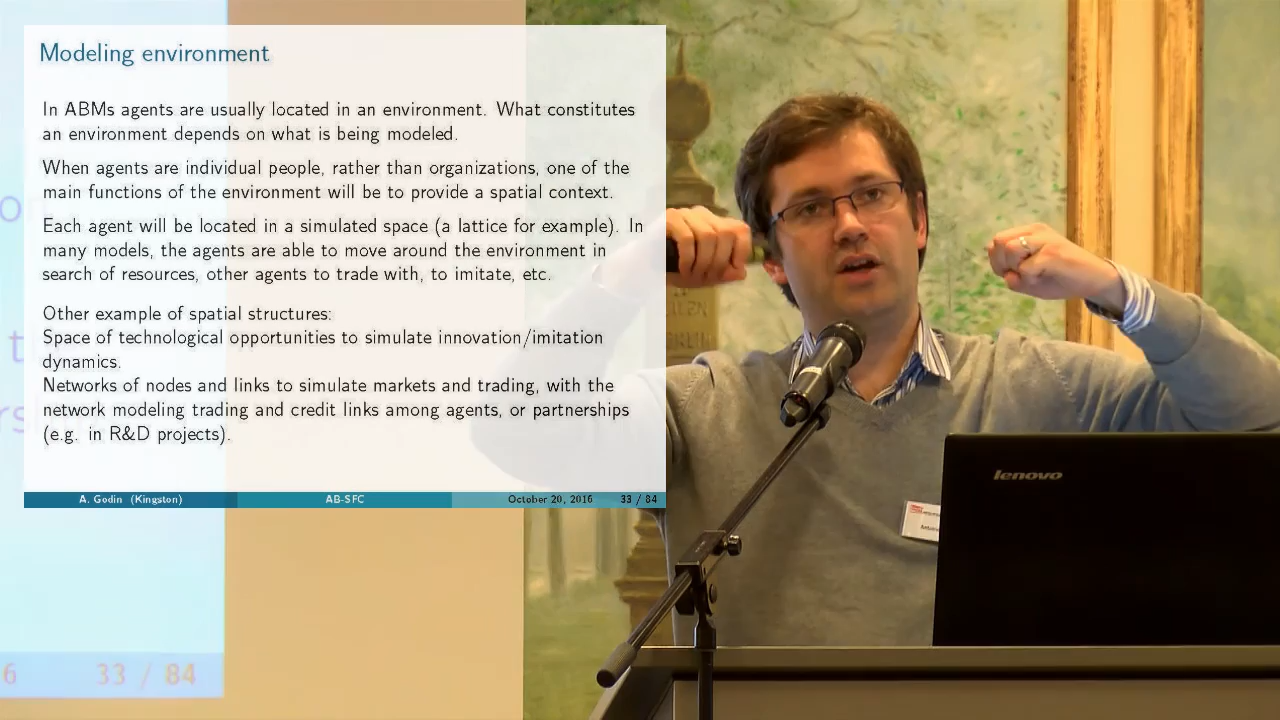 Modeling environment
In ABMs agents are usually located in an environment. What constitutes
an environment depends on what is being modeled.
When agents are individual people, rather than organizations, one of the
main functions of the environment will be to provide a spatial context.
Each agent will be located in a simulated space (a lattice for example). In
many models, the agents are able to move around the environment in
search of resources, other agents to trade with, to imitate, etc.
Other example of spatial structures:
Space of technological opportunities to simulate innovation/imitation
dynamics.
Networks of nodes and links to simulate markets and trading, with the
network modeling trading and credit links among agents, or partnerships
(e.g. in R&D projects).
A. Godin (Kingston) AB-SFC October 20, 2016 33 / 84
lenovo
6 33 / 84